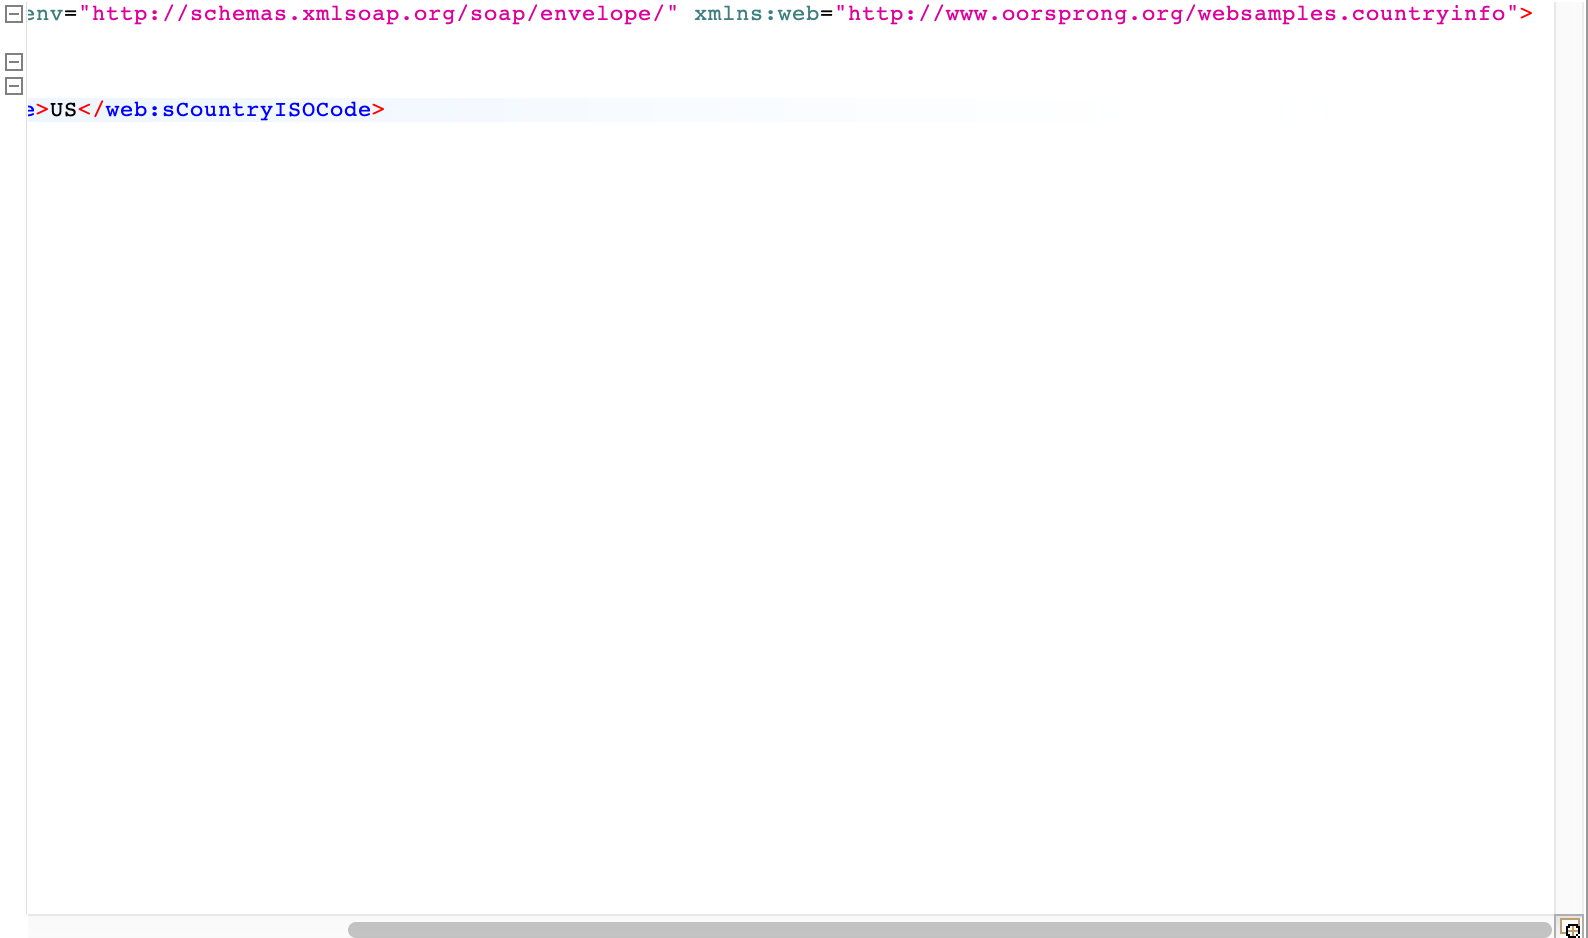 env="http://schemas.xmlsoap.org/soap/envelope/" xmlns:web="http://www.oorsprong.org/websamples.countryinfo">
e>US</web:sCountryISOCode>